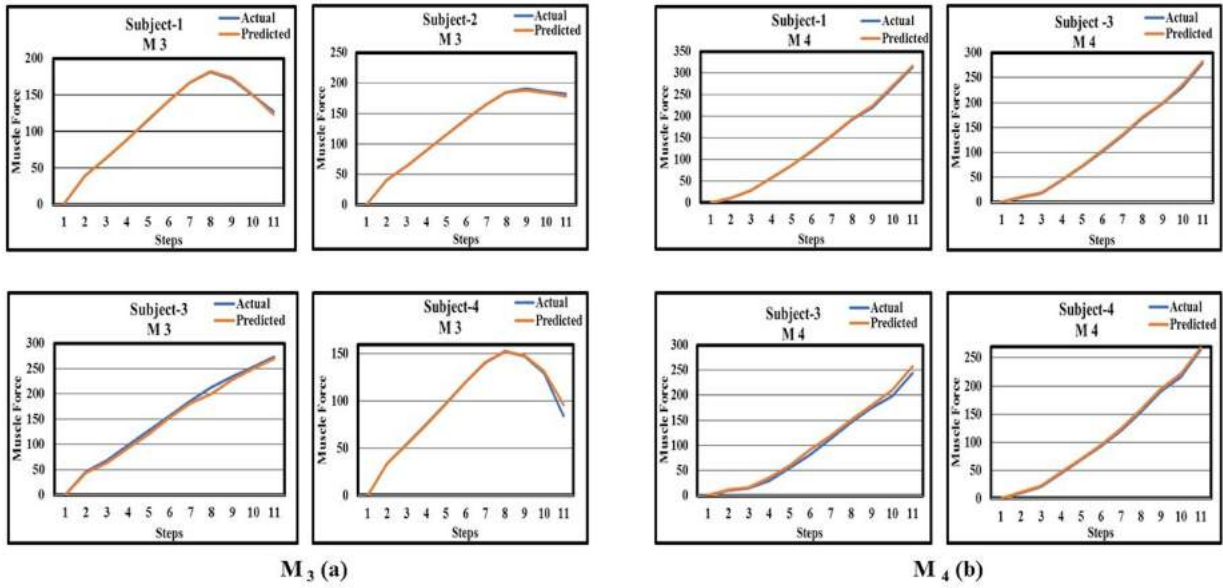 Subject-1
M 3
Actual
Predicted
Muscle Force
200
150
100
50
0
1 2 3 4 5 6 7 8 9 10 11
Steps
Subject-2
M 3
Actual
Predicted
Muscle Force
250
200
150
100
50
0
1 2 3 4 5 6 7 8 9 10 11
Steps
Subject-1
M 4
Actual
Predicted
Muscle Force
350
300
250
200
150
100
50
0
1 2 3 4 5 6 7 8 9 10 11
Steps
Subject -3
M 4
Actual
Predicted
Muscle Force
300
250
200
150
100
50
0
1 2 3 4 5 6 7 8 9 10 11
Steps
Subject-3
M 3
Actual
Predicted
Muscle Force
300
250
200
150
100
50
0
1 2 3 4 5 6 7 8 9 10 11
Steps
Subject-4
M 3
Actual
Predicted
Muscle Force
150
100
50
0
1 2 3 4 5 6 7 8 9 10 11
Steps
Subject-3
M 4
Actual
Predicted
Muscle Force
300
250
200
150
100
50
0
1 2 3 4 5 6 7 8 9 10 11
Steps
Subject-4
M 4
Actual
Predicted
Muscle Force
250
200
150
100
50
0
1 2 3 4 5 6 7 8 9 10 11
Steps
M 3 (a)
M 4 (b)